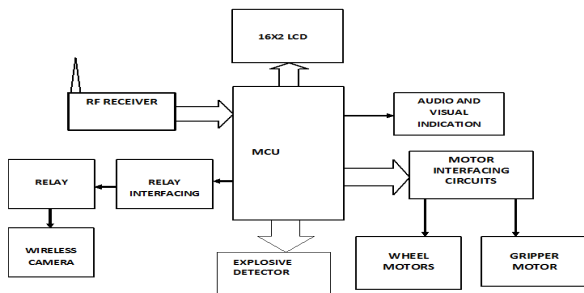 16X2 LCD
RF RECEIVER
AUDIO AND
VISUAL
INDICATION
MCU
MOTOR
INTERFACING
CIRCUITS
RELAY
RELAY
INTERFACING
WIRELESS
CAMERA
EXPLOSIVE
DETECTOR
WHEEL
MOTORS
GRIPPER
MOTOR